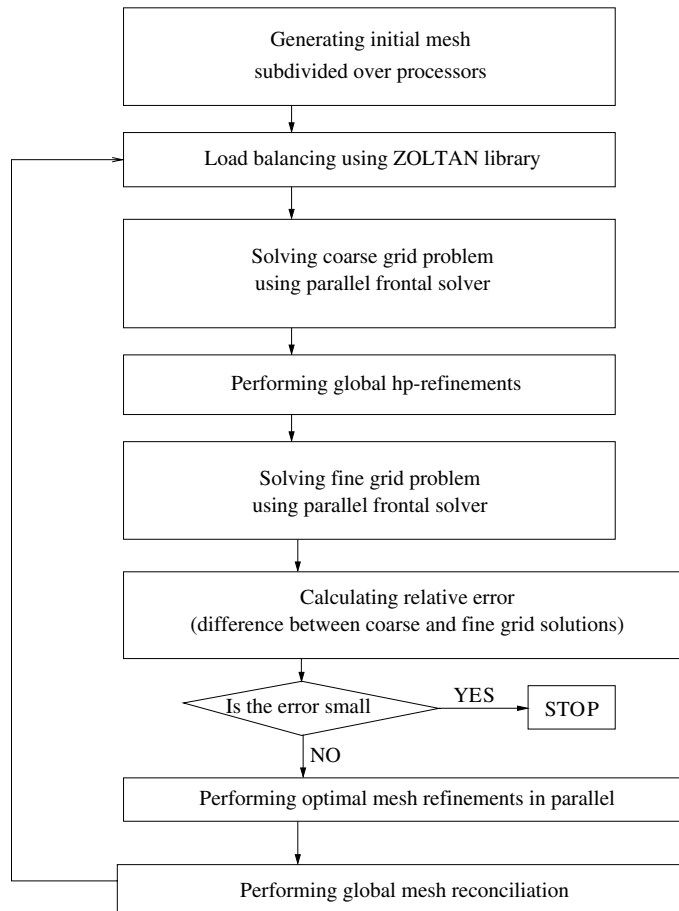 Generating initial mesh
subdivided over processors
Load balancing using ZOLTAN library
Solving coarse grid problem
using parallel frontal solver
Performing global hp-refinements
Solving fine grid problem
using parallel frontal solver
Calculating relative error
(difference between coarse and fine grid solutions)
Is the error small
YES
STOP
NO
Performing optimal mesh refinements in parallel
Performing global mesh reconciliation